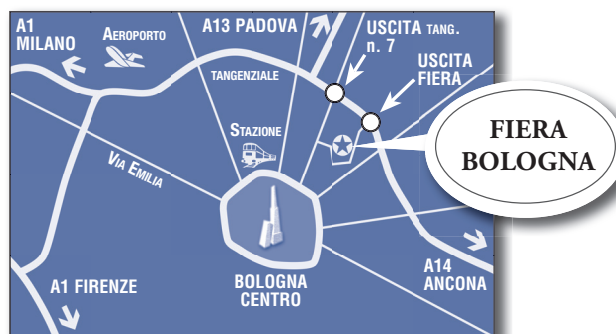 A1
MILANO
AEROPORTO
A13 PADOVA
USCITA TANG.
n. 7
USCITA
FIERA
TANGENZIALE
STAZIONE
VIA EMILIA
FIERA
BOLOGNA
A1 FIRENZE
BOLOGNA
CENTRO
A14
ANCONA